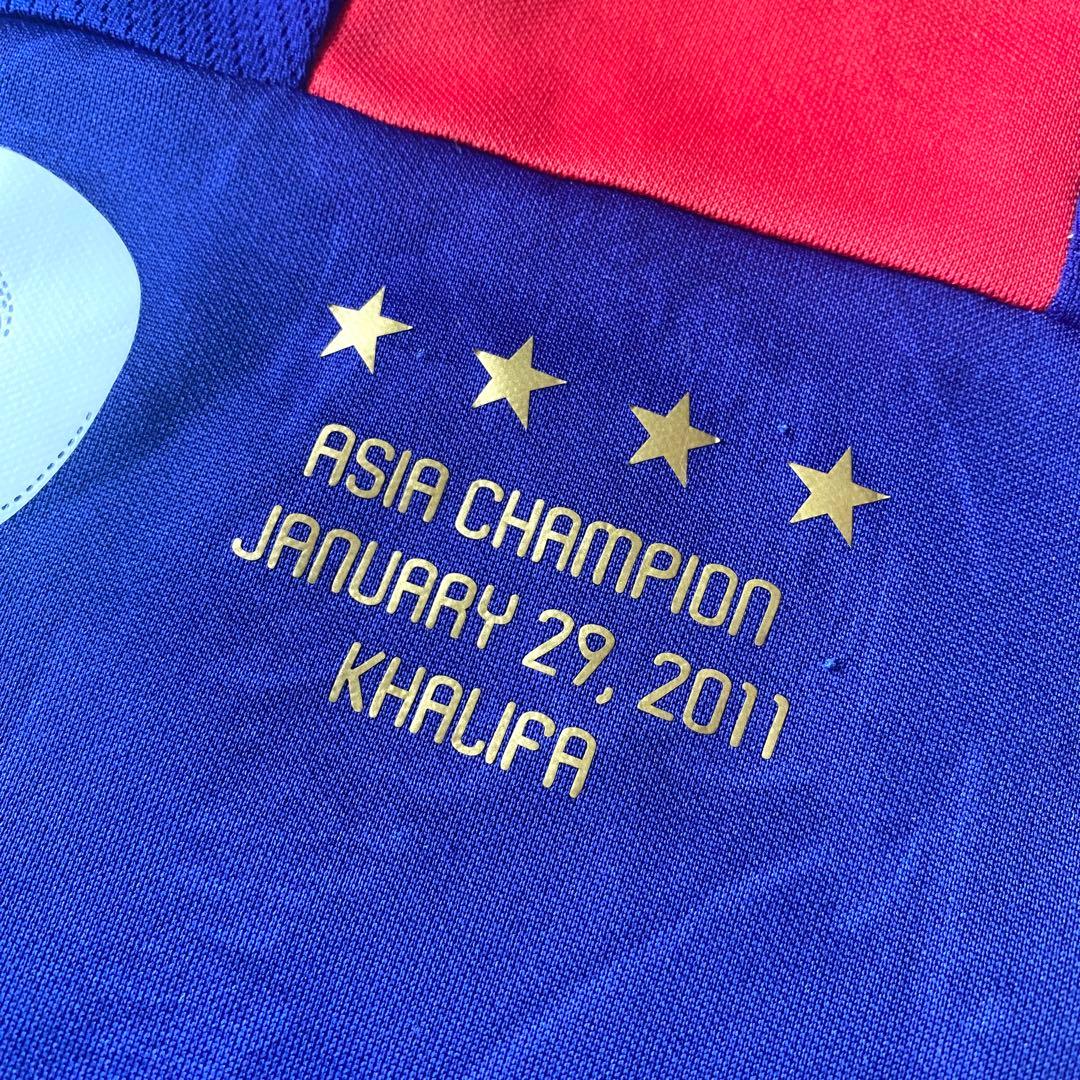 ASIA CHAMPION
JANUARY 29, 2011
KHALIFA